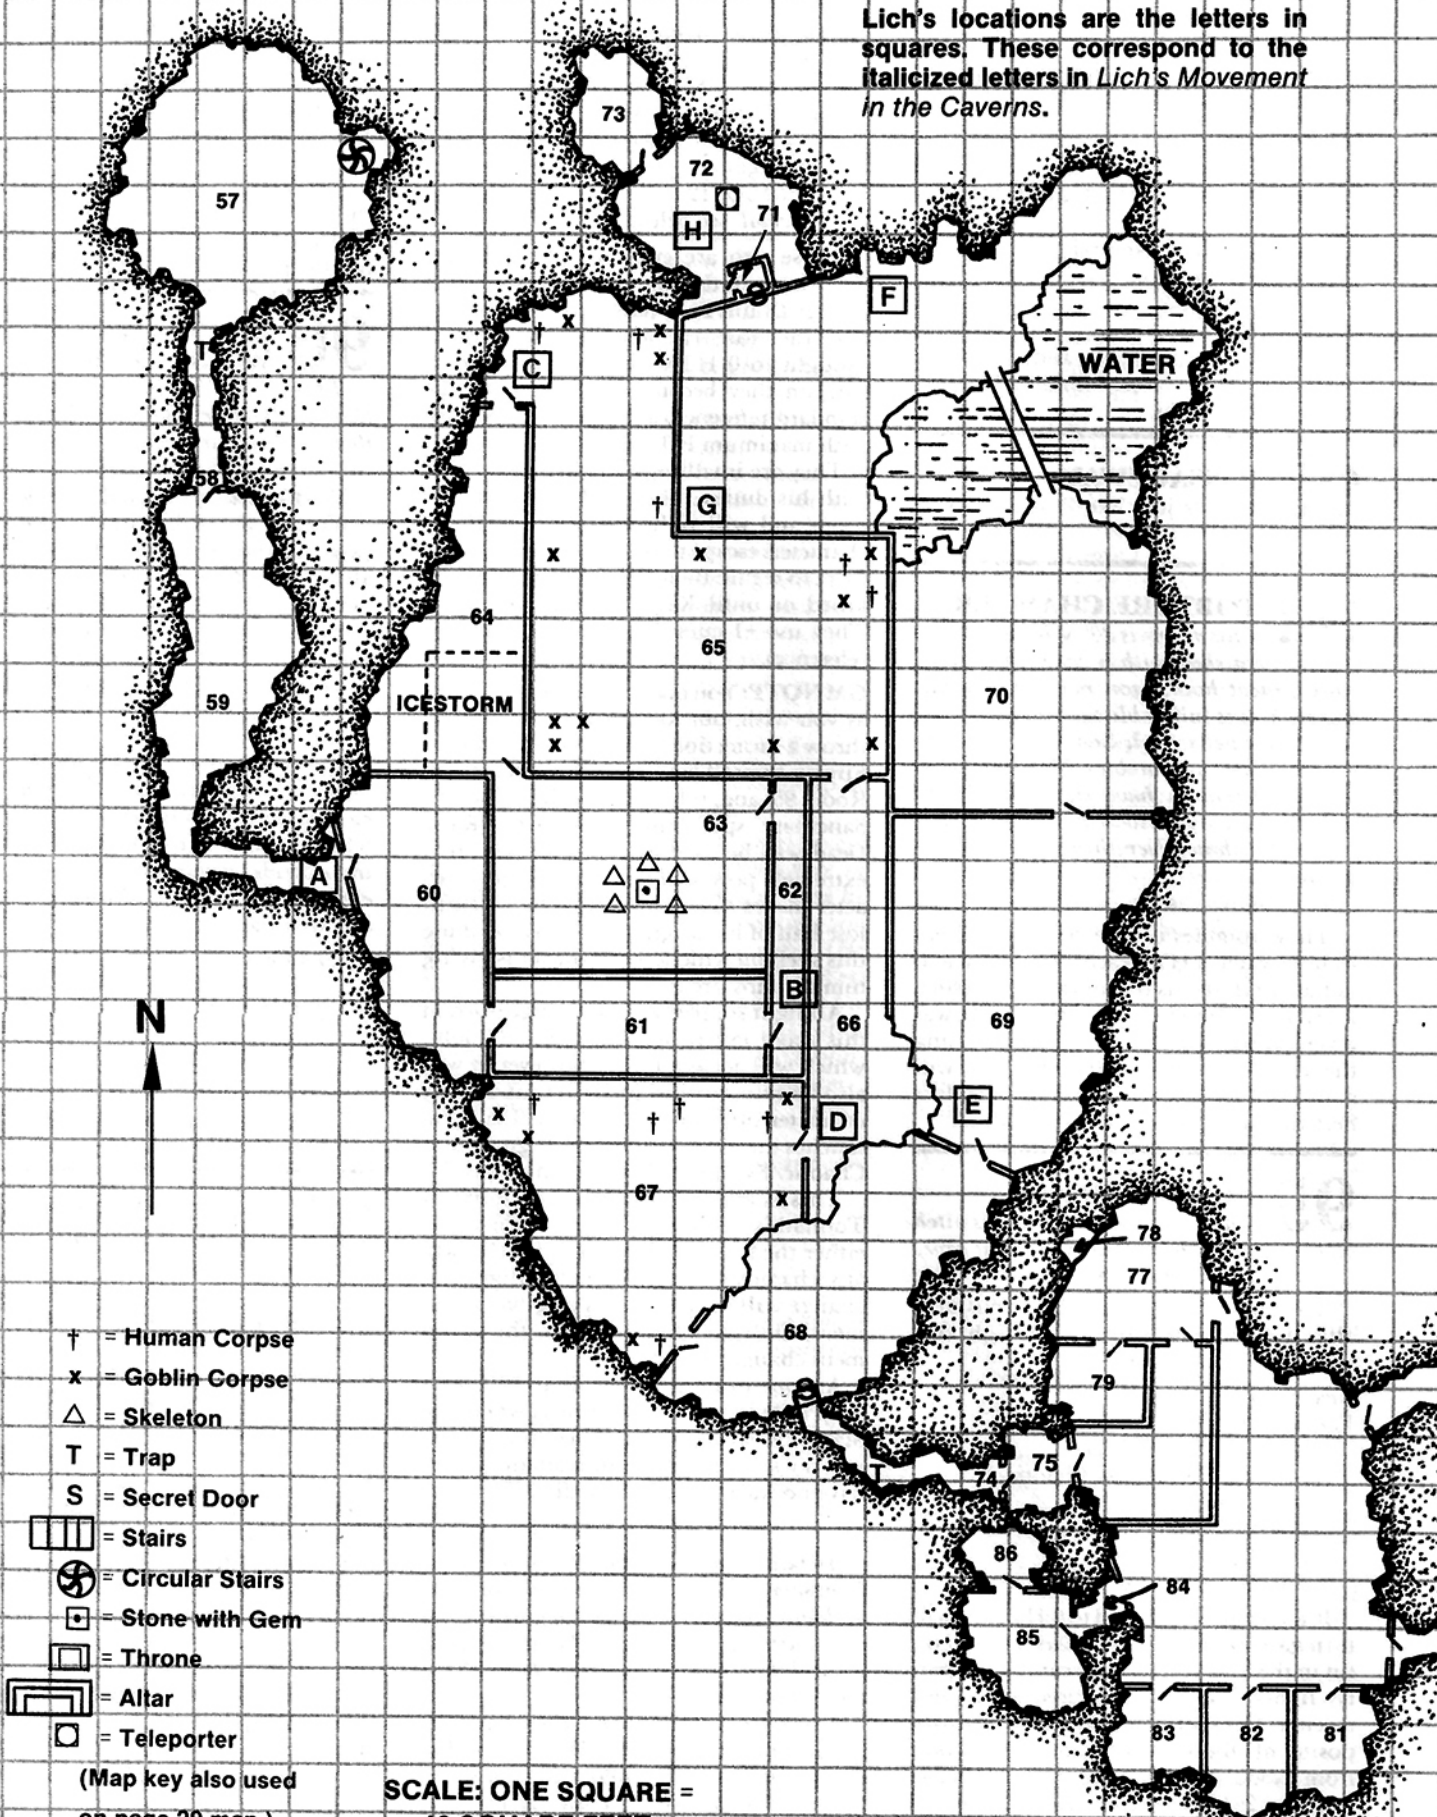 Lich's locations are the letters in
squares. These correspond to the
italicized letters in Lich's Movement
in the Caverns.
73
72
57
71
H
F
T
C
WATER
58
G
64
65
ICESTORM
59
70
63
A
60
62
B
N
61
66
69
D
E
67
78
77
68
† = Human Corpse
x = Goblin Corpse
△ = Skeleton
T = Trap
S = Secret Door
= Stairs
= Circular Stairs
= Stone with Gem
= Throne
= Altar
= Teleporter
(Map key also used
S
S
79
75
T
74
86
84
85
83
82
81
SCALE: ONE SQUARE =